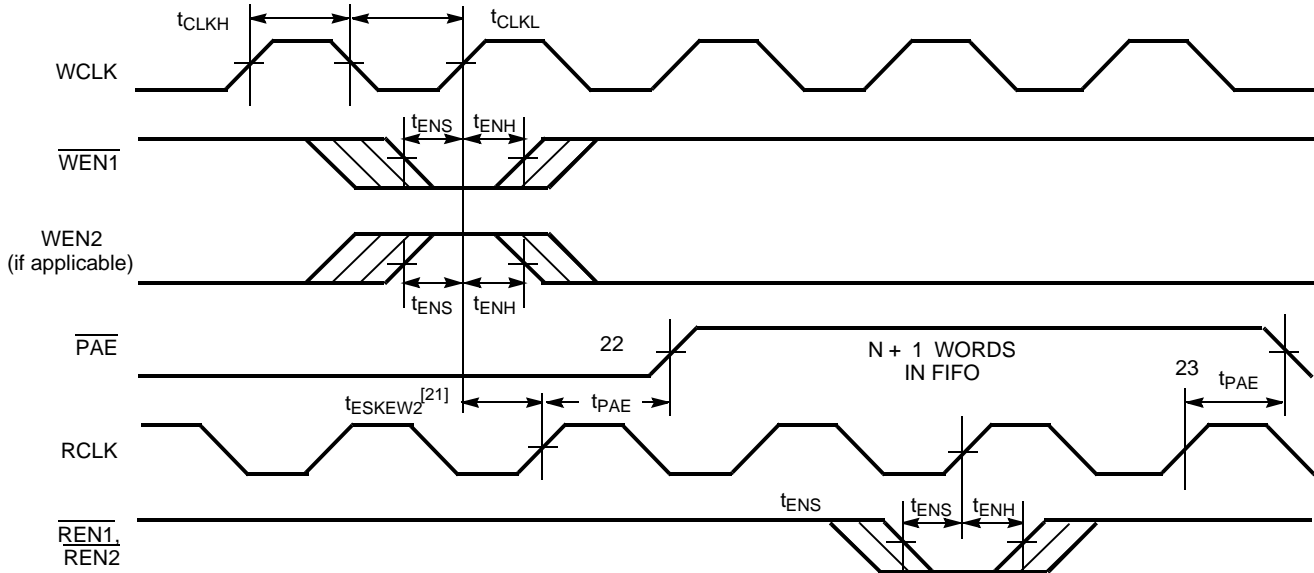 tCLKH
tCLKL
WCLK
tENS
tENH
WEN1
WEN2
(if applicable)
tENS
tENH
PAE
22
N + 1 WORDS
IN FIFO
23
tPAE
tESKEW2[21]
tPAE
RCLK
tENS
tENS
tENH
REN1,
REN2